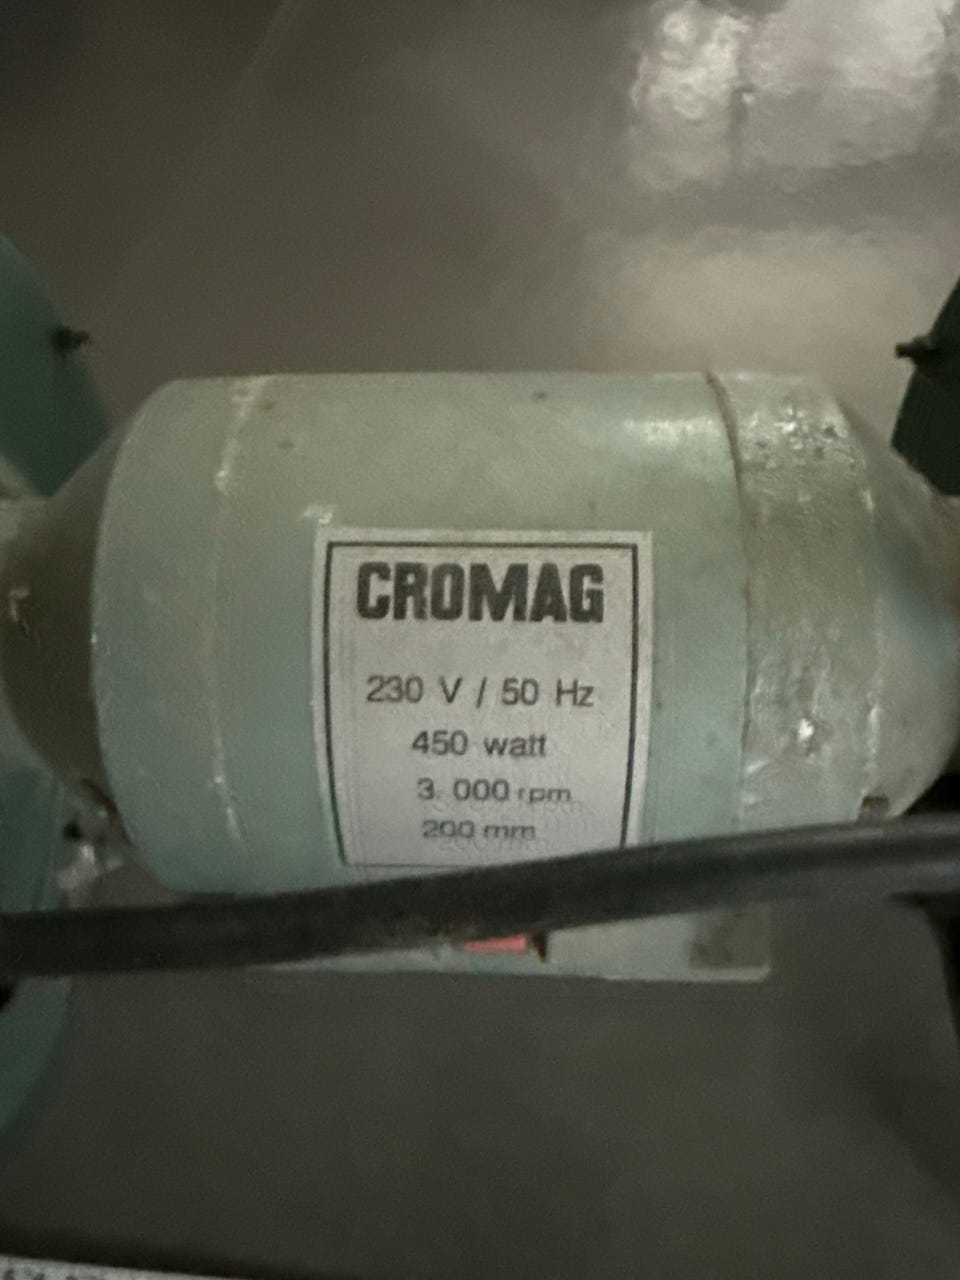 CROMAG
230 V / 50 Hz
450 watt
3. 000 rpm
200 mm